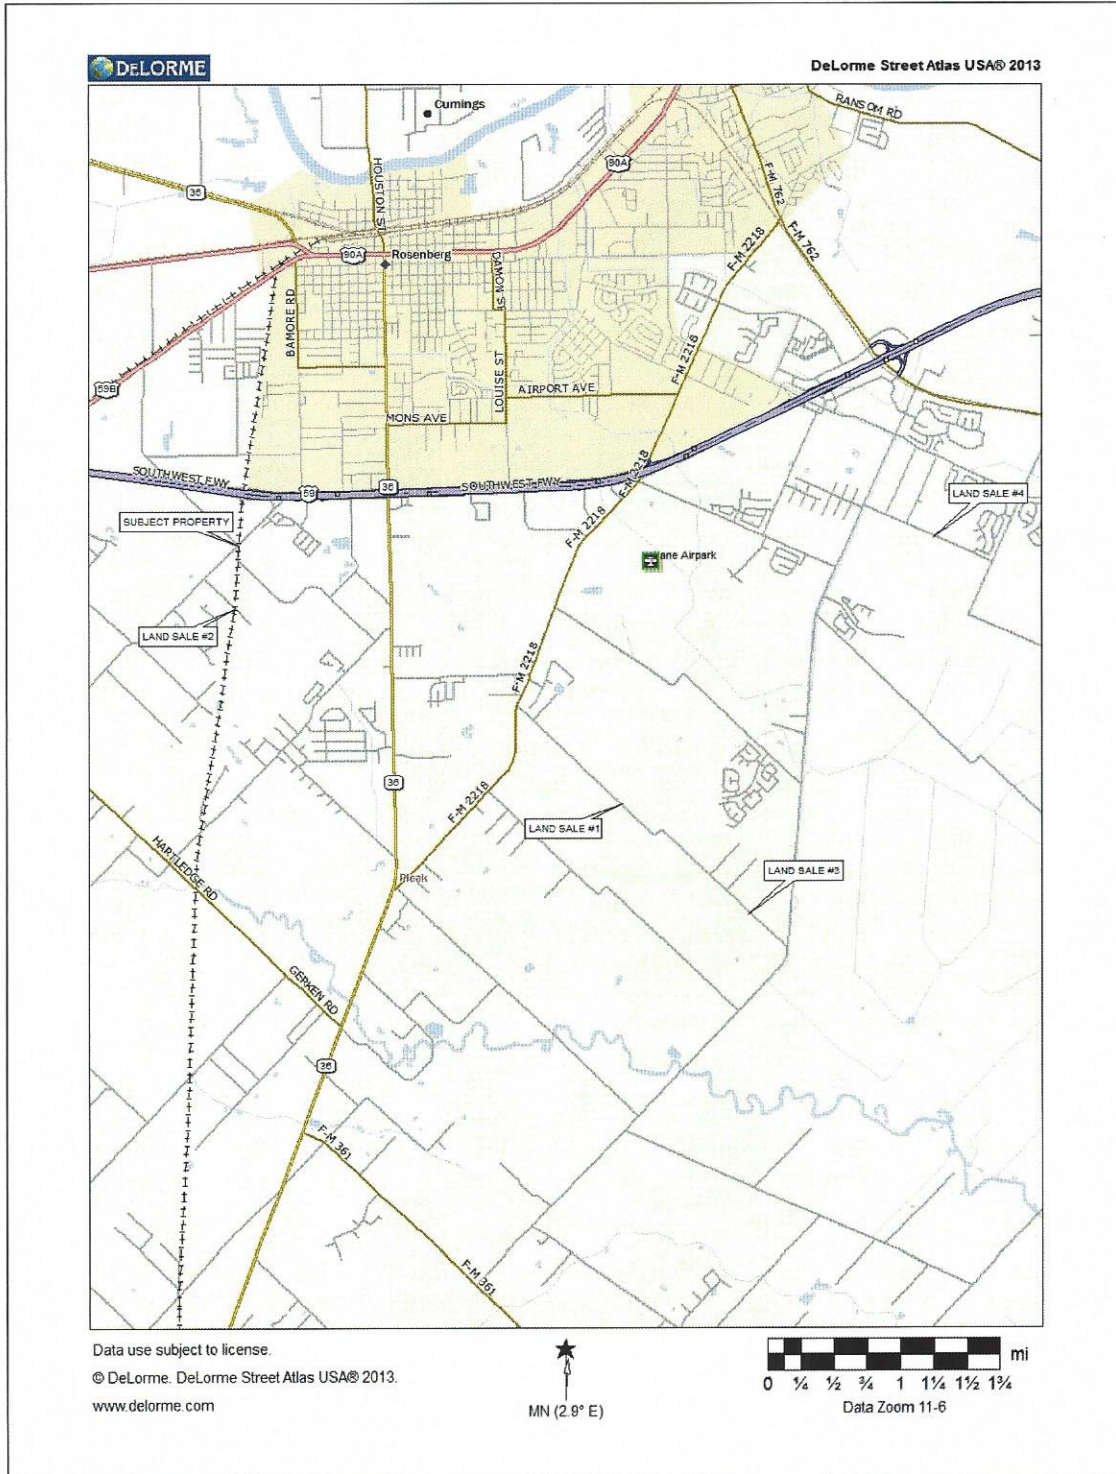 DELORME
DeLorme Street Atlas USA® 2013
Cumings
RANSOM RD
90A
HOUSTON ST
F-M 762
36
F-M 2218
F-M 762
90A
Rosenberg
DAMON ST
BAMORE RD
59B
F-M 2218
LOUISE ST
AIRPORT AVE
MONS AVE
SOUTHWEST FWY
59
36
SOUTHWEST FWY
F-M 2218
LAND SALE #4
SUBJECT PROPERTY
F-M 2218
ane Airpark
LAND SALE #2
F-M 2218
36
F-M 2218
LAND SALE #1
HARTLEDGE RD
LAND SALE #3
Pleak
GERKEN RD
36
F-M 361
F-M 361
Data use subject to license.
© DeLorme. DeLorme Street Atlas USA® 2013.
www.delorme.com
MN (2.9° E)
mi
0 ¼ ½ ¾ 1 1¼ 1½ 1¾
Data Zoom 11-6